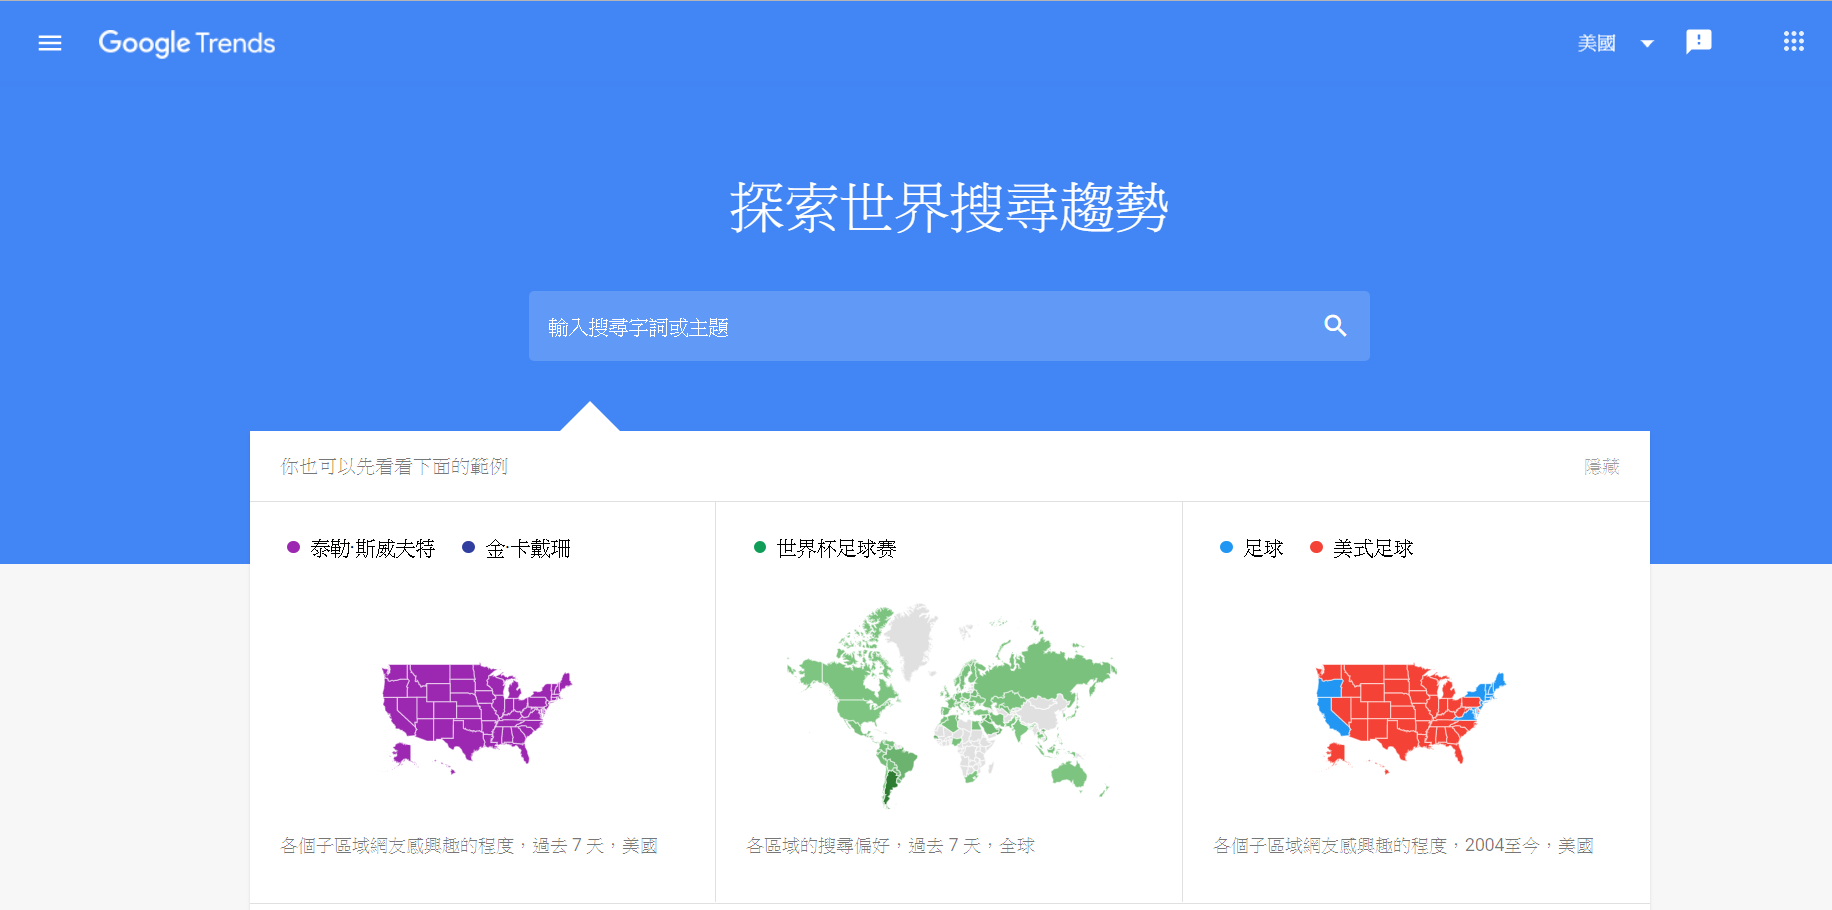 Google Trends
美國
探索世界搜尋趨勢
輸入搜尋字詞或主題
你也可以先看看下面的範例
隱藏
泰勒·斯威夫特 金·卡戴珊
世界杯足球赛
足球 美式足球
各個子區域網友感興趣的程度，過去 7 天，美國
各區域的搜尋偏好，過去 7 天，全球
各個子區域網友感興趣的程度，2004至今，美國